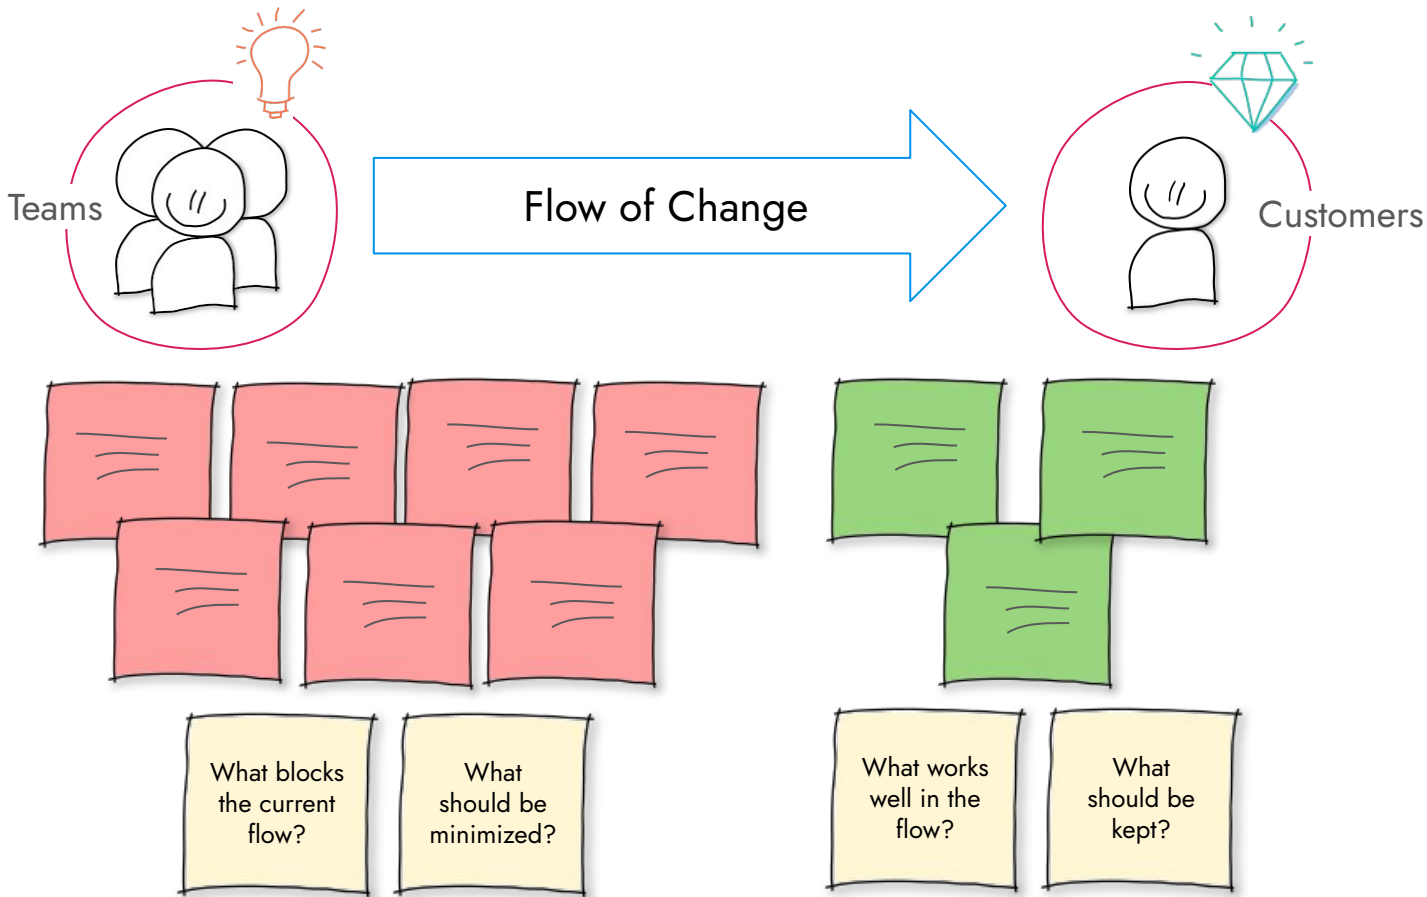 Teams
Flow of Change
Customers
What blocks
the current
flow?
What
should be
minimized?
What works
well in the
flow?
What
should be
kept?